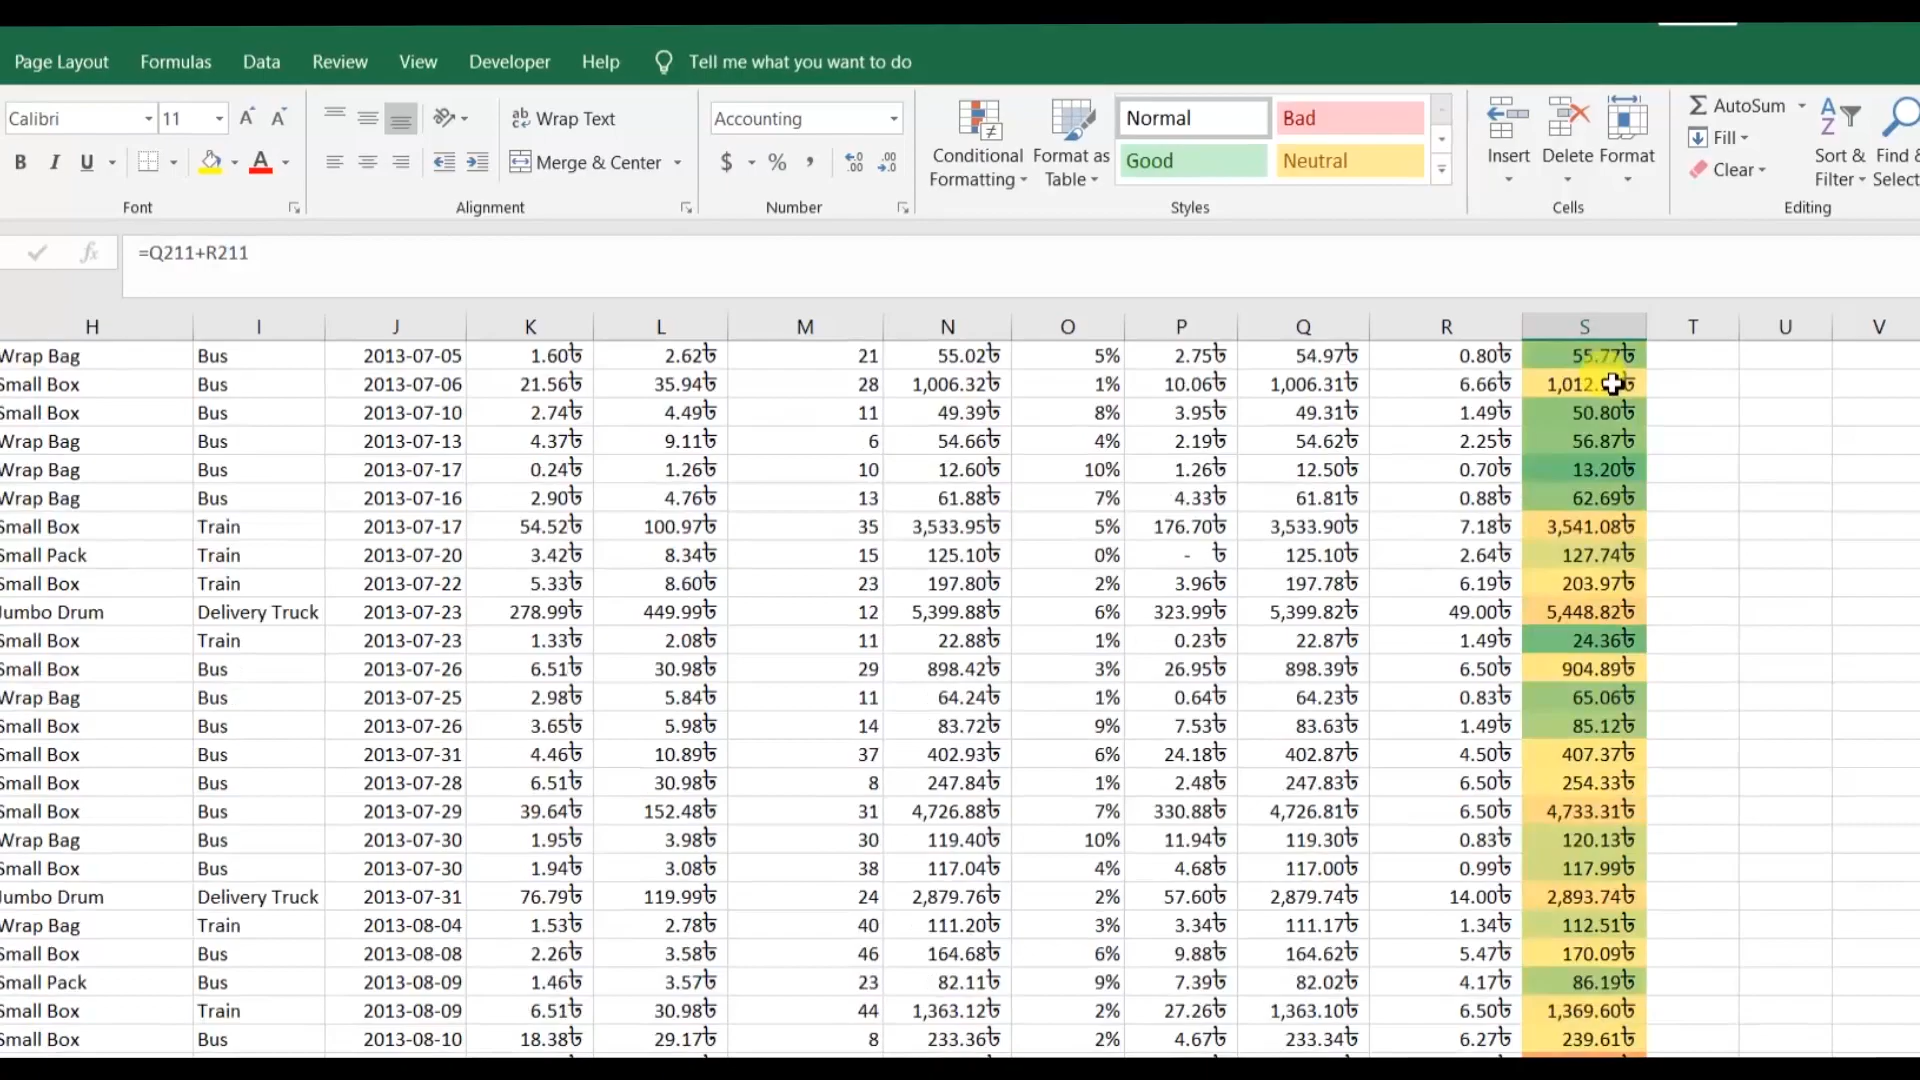 Page Layout Formulas Data Review View Developer Help Tell me what you want to do
Calibri 11 A A ab Wrap Text Accounting Normal Bad AutoSum
B I U A Merge & Center $ % , Conditional Formatting Format as Table Good Neutral Insert Delete Format Fill Clear Sort & Filter Find & Select
Font Alignment Number Styles Cells Editing
fx =Q211+R211
H I J K L M N O P Q R S T U V
Wrap Bag Bus 2013-07-05 1.60৳ 2.62৳ 21 55.02৳ 5% 2.75৳ 54.97৳ 0.80৳ 55.77৳
Small Box Bus 2013-07-06 21.56৳ 35.94৳ 28 1,006.32৳ 1% 10.06৳ 1,006.31৳ 6.66৳
Small Box Bus 2013-07-10 2.74৳ 4.49৳ 11 49.39৳ 8% 3.95৳ 49.31৳ 1.49৳ 50.80৳
Wrap Bag Bus 2013-07-13 4.37৳ 9.11৳ 6 54.66৳ 4% 2.19৳ 54.62৳ 2.25৳ 56.87৳
Wrap Bag Bus 2013-07-17 0.24৳ 1.26৳ 10 12.60৳ 10% 1.26৳ 12.50৳ 0.70৳ 13.20৳
Wrap Bag Bus 2013-07-16 2.90৳ 4.76৳ 13 61.88৳ 7% 4.33৳ 61.81৳ 0.88৳ 62.69৳
Small Box Train 2013-07-17 54.52৳ 100.97৳ 35 3,533.95৳ 5% 176.70৳ 3,533.90৳ 7.18৳ 3,541.08৳
Small Pack Train 2013-07-20 3.42৳ 8.34৳ 15 125.10৳ 0% - ৳ 125.10৳ 2.64৳ 127.74৳
Small Box Train 2013-07-22 5.33৳ 8.60৳ 23 197.80৳ 2% 3.96৳ 197.78৳ 6.19৳ 203.97৳
Jumbo Drum Delivery Truck 2013-07-23 278.99৳ 449.99৳ 12 5,399.88৳ 6% 323.99৳ 5,399.82৳ 49.00৳ 5,448.82৳
Small Box Train 2013-07-23 1.33৳ 2.08৳ 11 22.88৳ 1% 0.23৳ 22.87৳ 1.49৳ 24.36৳
Small Box Bus 2013-07-26 6.51৳ 30.98৳ 29 898.42৳ 3% 26.95৳ 898.39৳ 6.50৳ 904.89৳
Wrap Bag Bus 2013-07-25 2.98৳ 5.84৳ 11 64.24৳ 1% 0.64৳ 64.23৳ 0.83৳ 65.06৳
Small Box Bus 2013-07-26 3.65৳ 5.98৳ 14 83.72৳ 9% 7.53৳ 83.63৳ 1.49৳ 85.12৳
Small Box Bus 2013-07-31 4.46৳ 10.89৳ 37 402.93৳ 6% 24.18৳ 402.87৳ 4.50৳ 407.37৳
Small Box Bus 2013-07-28 6.51৳ 30.98৳ 8 247.84৳ 1% 2.48৳ 247.83৳ 6.50৳ 254.33৳
Small Box Bus 2013-07-29 39.64৳ 152.48৳ 31 4,726.88৳ 7% 330.88৳ 4,726.81৳ 6.50৳ 4,733.31৳
Wrap Bag Bus 2013-07-30 1.95৳ 3.98৳ 30 119.40৳ 10% 11.94৳ 119.30৳ 0.83৳ 120.13৳
Small Box Bus 2013-07-30 1.94৳ 3.08৳ 38 117.04৳ 4% 4.68৳ 117.00৳ 0.99৳ 117.99৳
Jumbo Drum Delivery Truck 2013-07-31 76.79৳ 119.99৳ 24 2,879.76৳ 2% 57.60৳ 2,879.74৳ 14.00৳ 2,893.74৳
Wrap Bag Train 2013-08-04 1.53৳ 2.78৳ 40 111.20৳ 3% 3.34৳ 111.17৳ 1.34৳ 112.51৳
Small Box Bus 2013-08-08 2.26৳ 3.58৳ 46 164.68৳ 6% 9.88৳ 164.62৳ 5.47৳ 170.09৳
Small Pack Bus 2013-08-09 1.46৳ 3.57৳ 23 82.11৳ 9% 7.39৳ 82.02৳ 4.17৳ 86.19৳
Small Box Train 2013-08-09 6.51৳ 30.98৳ 44 1,363.12৳ 2% 27.26৳ 1,363.10৳ 6.50৳ 1,369.60৳
Small Box Bus 2013-08-10 18.38৳ 29.17৳ 8 233.36৳ 2% 4.67৳ 233.34৳ 6.27৳ 239.61৳